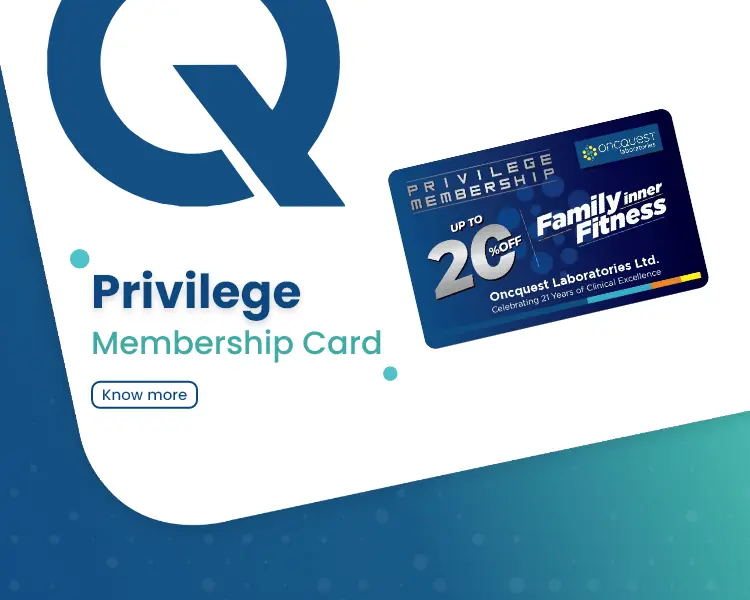 Q
Privilege
Membership Card
Know more
PRIVILEGE
MEMBERSHIP
oncquest
laboratories
UP TO
20%OFF
Family inner
Fitness
Oncquest Laboratories Ltd.
Celebrating 21 Years of Clinical Excellence